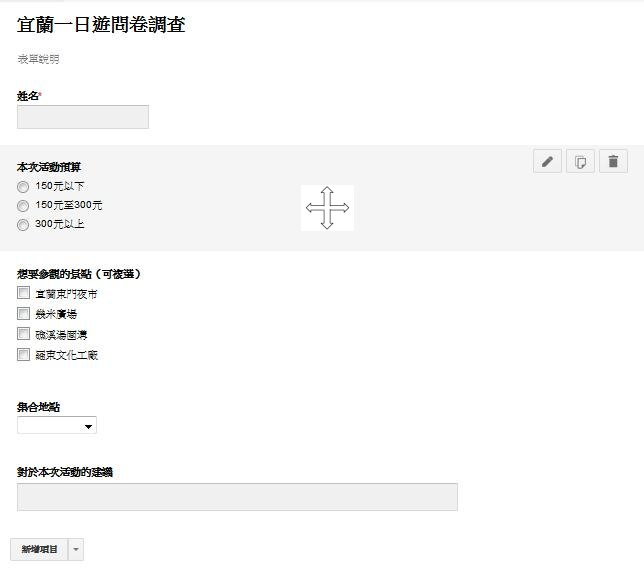 宜蘭一日遊問卷調查
表單說明
姓名*
本次活動預算
150元以下
150元至300元
300元以上
想要參觀的景點（可複選）
宜蘭東門夜市
幾米廣場
礁溪湯圍溝
羅東文化工廠
集合地點
對於本次活動的建議
新增項目